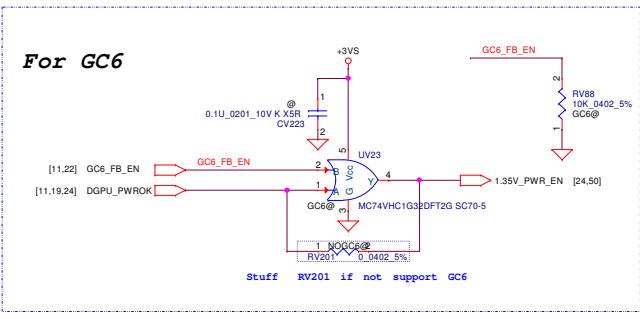 For GC6
+3VS
GC6_FB_EN
@
1
0.1U_0201_10V K X5R
CV223
2
2
RV88
10K_0402_5%
GC6@
1
5
UV23
[11,22] GC6_FB_EN
GC6_FB_EN
2
B
Vcc
Y
4
1.35V_PWR_EN [24,50]
[11,19,24] DGPU_PWROK
1
A
G
GC6@
3
MC74VHC1G32DFT2G SC70-5
1 NOGC6@ 2
RV201 0_0402_5%
Stuff RV201 if not support GC6